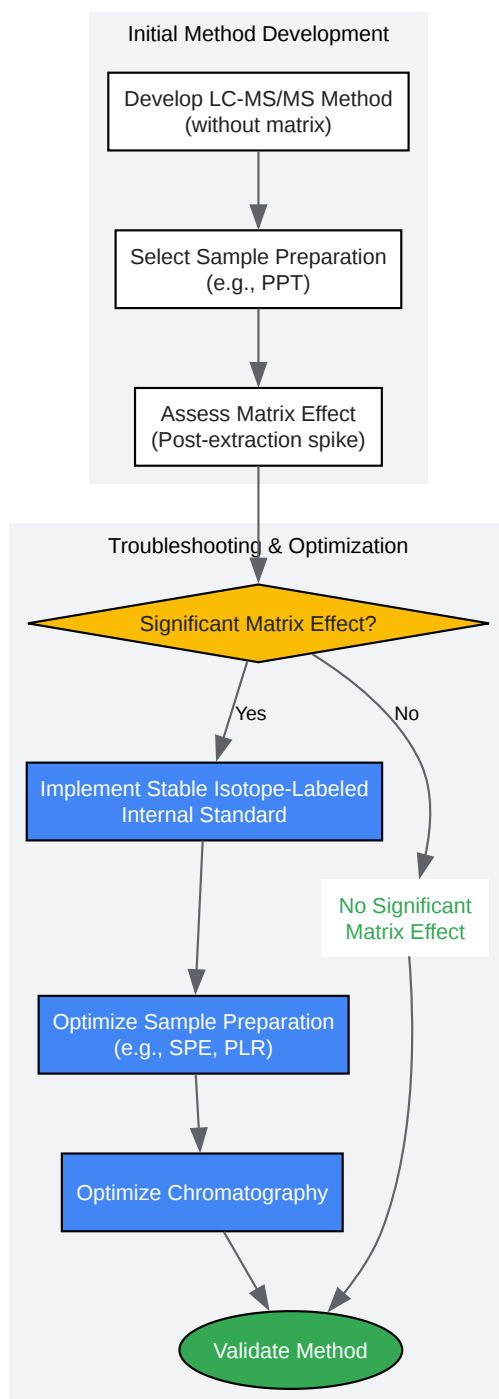 Initial Method Development
Develop LC-MS/MS Method
(without matrix)
Select Sample Preparation
(e.g., PPT)
Assess Matrix Effect
(Post-extraction spike)
Troubleshooting & Optimization
Significant Matrix Effect?
Yes
No
Implement Stable Isotope-Labeled
Internal Standard
No Significant
Matrix Effect
Optimize Sample Preparation
(e.g., SPE, PLR)
Optimize Chromatography
Validate Method